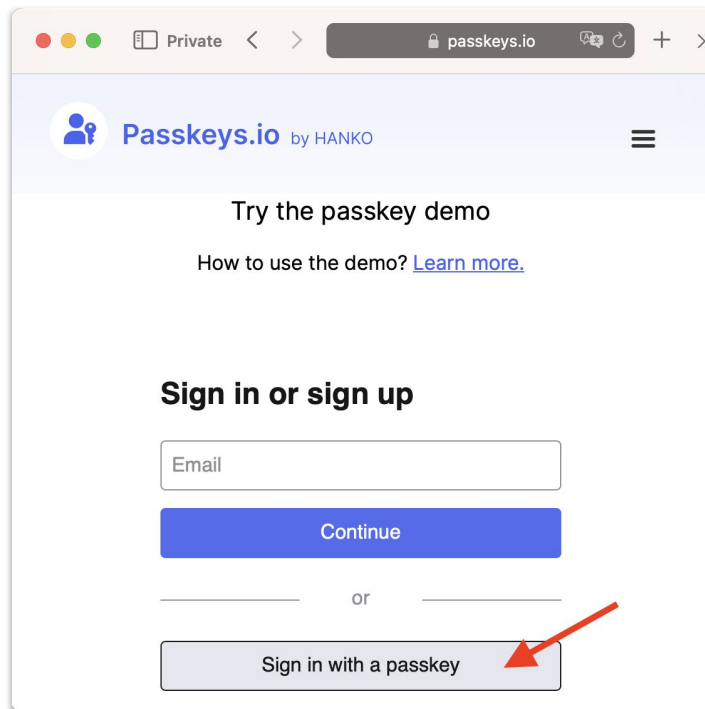 Private
passkeys.io
Passkeys.io by HANKO
Try the passkey demo
How to use the demo? Learn more.
Sign in or sign up
Email
Continue
or
Sign in with a passkey